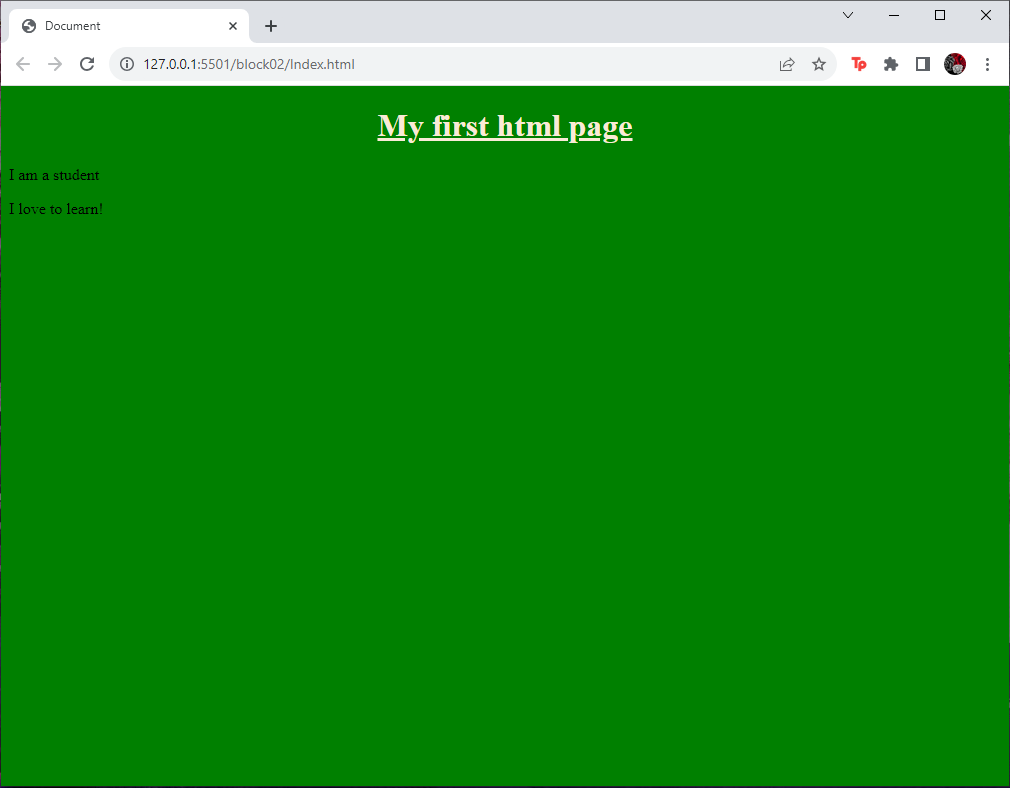 Document
127.0.0.1:5501/block02/Index.html
Tp
My first html page
I am a student
I love to learn!